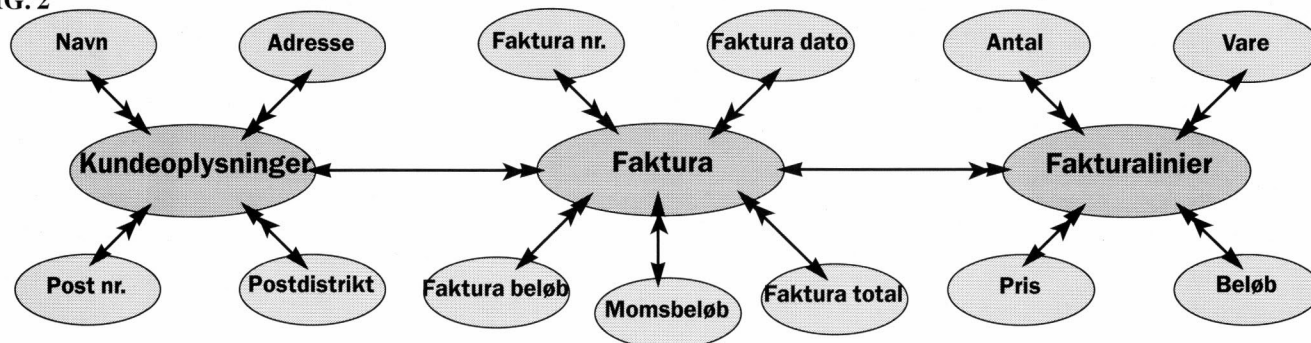 FIG. 2
Navn
Adresse
Faktura nr.
Faktura dato
Antal
Vare
Kundeoplysninger
Faktura
Fakturalinier
Post nr.
Postdistrikt
Faktura beløb
Momsbeløb
Faktura total
Pris
Beløb